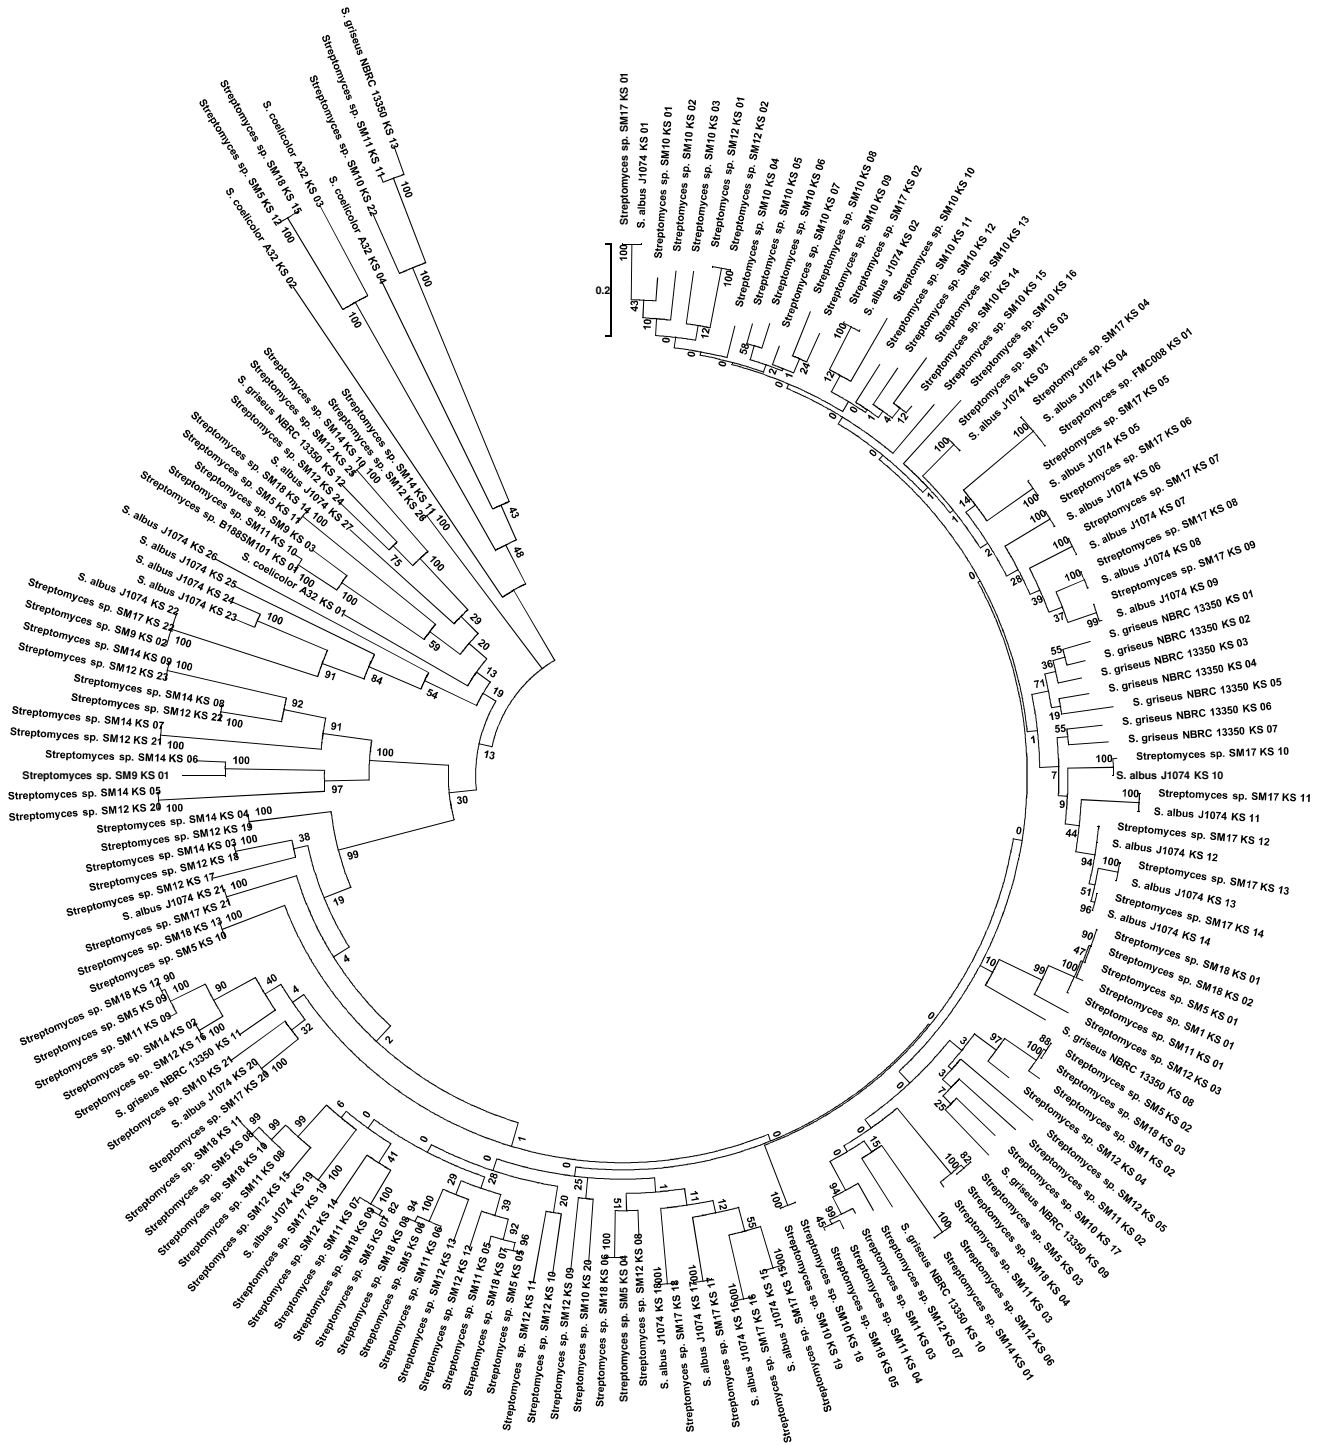 Streptomyces sp. SM17 KS 01
S. albus J1074 KS 01
Streptomyces sp. SM10 KS 01
Streptomyces sp. SM10 KS 02
Streptomyces sp. SM10 KS 03
Streptomyces sp. SM12 KS 01
Streptomyces sp. SM12 KS 02
Streptomyces sp. SM10 KS 04
Streptomyces sp. SM10 KS 05
Streptomyces sp. SM10 KS 06
Streptomyces sp. SM10 KS 07
Streptomyces sp. SM10 KS 08
Streptomyces sp. SM10 KS 09
Streptomyces sp. SM17 KS 02
S. albus J1074 KS 02
Streptomyces sp. SM10 KS 10
Streptomyces sp. SM10 KS 11
Streptomyces sp. SM10 KS 12
Streptomyces sp. SM10 KS 13
Streptomyces sp. SM10 KS 14
Streptomyces sp. SM10 KS 15
Streptomyces sp. SM10 KS 16
Streptomyces sp. SM17 KS 03
S. albus J1074 KS 03
Streptomyces sp. SM17 KS 04
S. albus J1074 KS 04
Streptomyces sp. FMC008 KS 01
Streptomyces sp. SM17 KS 05
S. albus J1074 KS 05
Streptomyces sp. SM17 KS 06
S. albus J1074 KS 06
Streptomyces sp. SM17 KS 07
S. albus J1074 KS 07
Streptomyces sp. SM17 KS 08
S. albus J1074 KS 08
Streptomyces sp. SM17 KS 09
S. albus J1074 KS 09
S. griseus NBRC 13350 KS 01
S. griseus NBRC 13350 KS 02
S. griseus NBRC 13350 KS 03
S. griseus NBRC 13350 KS 04
S. griseus NBRC 13350 KS 05
S. griseus NBRC 13350 KS 06
S. griseus NBRC 13350 KS 07
Streptomyces sp. SM17 KS 10
S. albus J1074 KS 10
Streptomyces sp. SM17 KS 11
S. albus J1074 KS 11
Streptomyces sp. SM17 KS 12
S. albus J1074 KS 12
Streptomyces sp. SM17 KS 13
S. albus J1074 KS 13
Streptomyces sp. SM17 KS 14
S. albus J1074 KS 14
Streptomyces sp. SM18 KS 01
Streptomyces sp. SM18 KS 02
Streptomyces sp. SM5 KS 01
Streptomyces sp. SM1 KS 01
Streptomyces sp. SM11 KS 01
Streptomyces sp. SM12 KS 03
S. griseus NBRC 13350 KS 08
Streptomyces sp. SM5 KS 02
Streptomyces sp. SM18 KS 03
Streptomyces sp. SM1 KS 02
Streptomyces sp. SM12 KS 04
Streptomyces sp. SM12 KS 05
Streptomyces sp. SM11 KS 02
Streptomyces sp. SM10 KS 17
S. griseus NBRC 13350 KS 09
Streptomyces sp. SM5 KS 03
Streptomyces sp. SM18 KS 04
Streptomyces sp. SM11 KS 03
Streptomyces sp. SM12 KS 06
Streptomyces sp. SM14 KS 01
S. griseus NBRC 13350 KS 10
Streptomyces sp. SM12 KS 07
Streptomyces sp. SM1 KS 03
Streptomyces sp. SM11 KS 04
Streptomyces sp. SM18 KS 05
Streptomyces sp. SM10 KS 18
Streptomyces sp. SM10 KS 19
Streptomyces sp. SM17 KS 15
S. albus J1074 KS 15
Streptomyces sp. SM17 KS 16
S. albus J1074 KS 16
Streptomyces sp. SM17 KS 17
S. albus J1074 KS 17
Streptomyces sp. SM17 KS 18
S. albus J1074 KS 18
Streptomyces sp. SM12 KS 08
Streptomyces sp. SM5 KS 04
Streptomyces sp. SM18 KS 06
Streptomyces sp. SM10 KS 20
Streptomyces sp. SM12 KS 09
Streptomyces sp. SM12 KS 10
Streptomyces sp. SM12 KS 11
Streptomyces sp. SM5 KS 05
Streptomyces sp. SM18 KS 07
Streptomyces sp. SM11 KS 05
Streptomyces sp. SM12 KS 12
Streptomyces sp. SM12 KS 13
Streptomyces sp. SM11 KS 06
Streptomyces sp. SM5 KS 06
Streptomyces sp. SM18 KS 08
Streptomyces sp. SM5 KS 07
Streptomyces sp. SM18 KS 09
Streptomyces sp. SM11 KS 07
Streptomyces sp. SM12 KS 14
Streptomyces sp. SM17 KS 19
S. albus J1074 KS 19
Streptomyces sp. SM12 KS 15
Streptomyces sp. SM11 KS 08
Streptomyces sp. SM18 KS 10
Streptomyces sp. SM5 KS 08
Streptomyces sp. SM18 KS 11
Streptomyces sp. SM17 KS 20
S. albus J1074 KS 20
Streptomyces sp. SM10 KS 21
S. griseus NBRC 13350 KS 11
Streptomyces sp. SM12 KS 16
Streptomyces sp. SM14 KS 02
Streptomyces sp. SM11 KS 09
Streptomyces sp. SM5 KS 09
Streptomyces sp. SM18 KS 12
Streptomyces sp. SM5 KS 10
Streptomyces sp. SM18 KS 13
Streptomyces sp. SM17 KS 21
S. albus J1074 KS 21
Streptomyces sp. SM12 KS 17
Streptomyces sp. SM12 KS 18
Streptomyces sp. SM14 KS 03
Streptomyces sp. SM12 KS 19
Streptomyces sp. SM14 KS 04
Streptomyces sp. SM12 KS 20
Streptomyces sp. SM14 KS 05
Streptomyces sp. SM9 KS 01
Streptomyces sp. SM14 KS 06
Streptomyces sp. SM12 KS 21
Streptomyces sp. SM14 KS 07
Streptomyces sp. SM12 KS 22
Streptomyces sp. SM14 KS 08
Streptomyces sp. SM12 KS 23
Streptomyces sp. SM14 KS 09
Streptomyces sp. SM9 KS 02
Streptomyces sp. SM17 KS 22
S. albus J1074 KS 22
S. albus J1074 KS 23
S. albus J1074 KS 24
S. albus J1074 KS 25
S. albus J1074 KS 26
S. coelicolor A32 KS 01
Streptomyces sp. B188SM101 KS 01
Streptomyces sp. SM11 KS 10
Streptomyces sp. SM9 KS 03
Streptomyces sp. SM5 KS 11
Streptomyces sp. SM18 KS 14
S. albus J1074 KS 27
Streptomyces sp. SM12 KS 24
S. griseus NBRC 13350 KS 12
Streptomyces sp. SM12 KS 25
Streptomyces sp. SM14 KS 10
Streptomyces sp. SM12 KS 26
Streptomyces sp. SM14 KS 11
S. coelicolor A32 KS 02
Streptomyces sp. SM5 KS 12
Streptomyces sp. SM18 KS 15
S. coelicolor A32 KS 03
S. coelicolor A32 KS 04
Streptomyces sp. SM10 KS 22
Streptomyces sp. SM11 KS 11
S. griseus NBRC 13350 KS 13
0.2